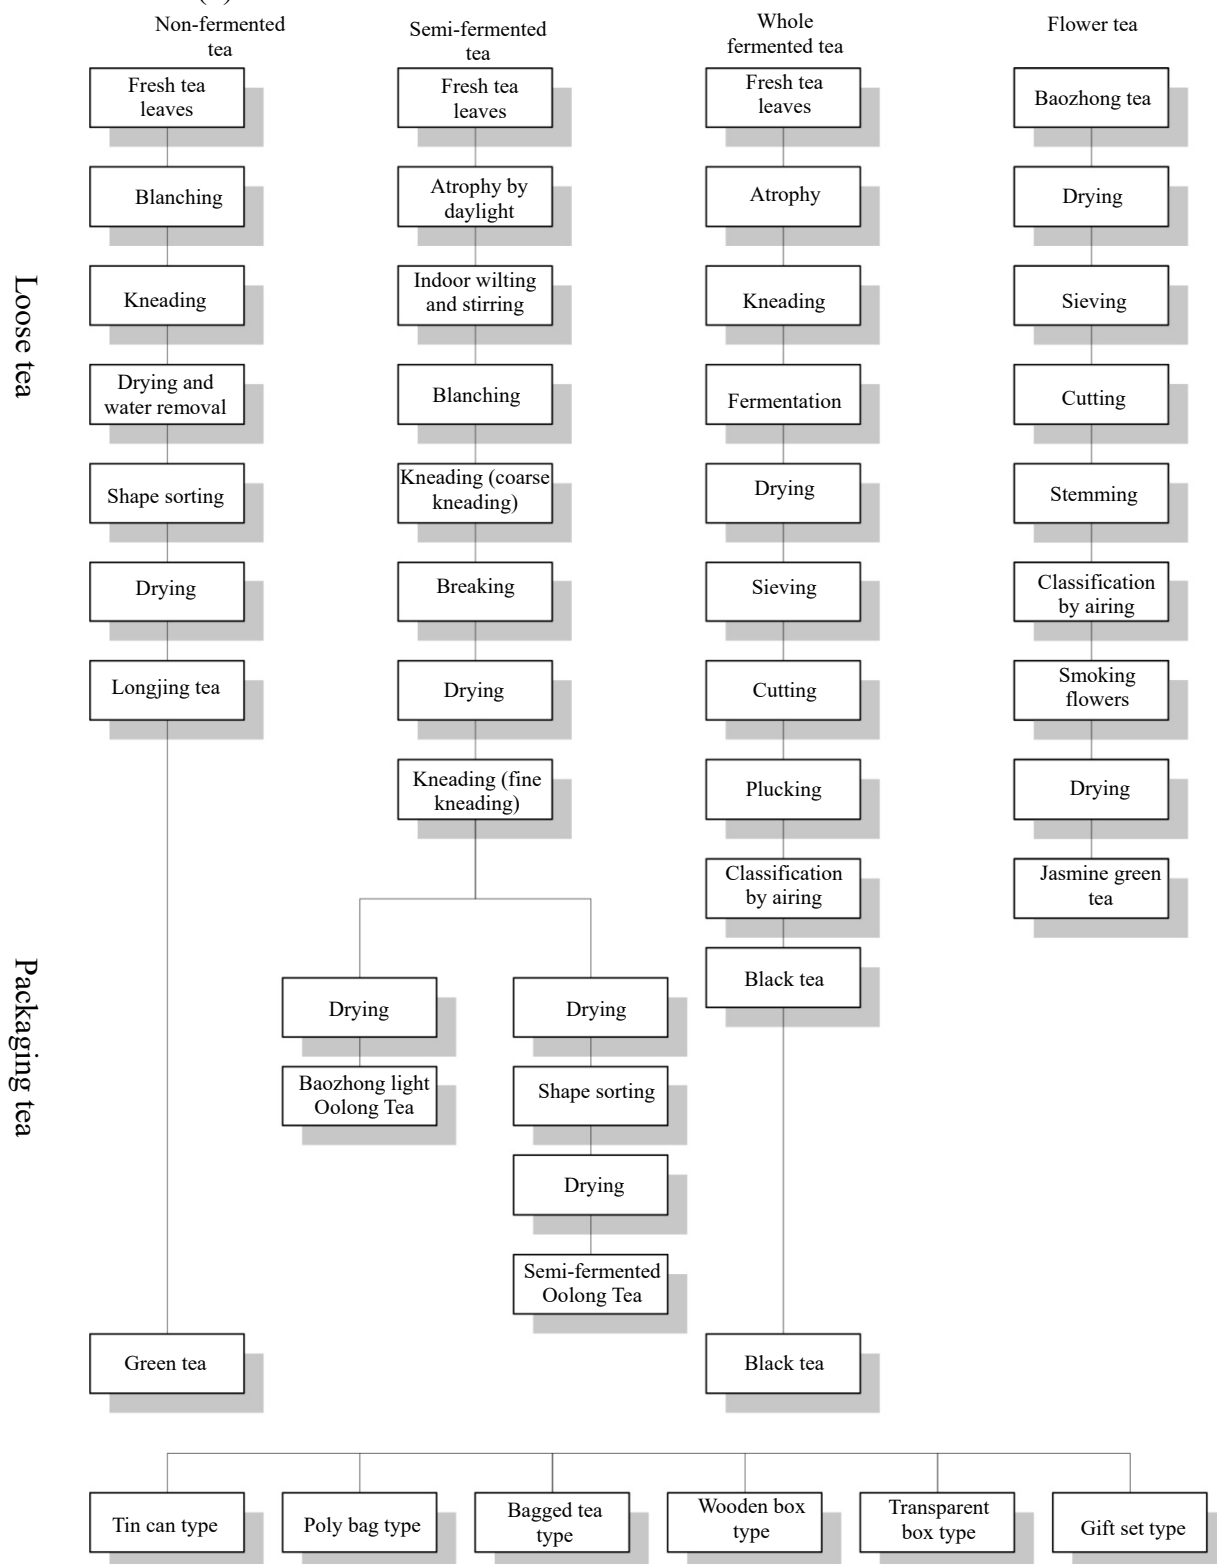 Non-fermented
tea
Semi-fermented
tea
Whole
fermented tea
Flower tea
Loose tea
Packaging tea
Fresh tea
leaves
Blanching
Kneading
Drying and
water removal
Shape sorting
Drying
Longjing tea
Green tea
Fresh tea
leaves
Atrophy by
daylight
Indoor wilting
and stirring
Blanching
Kneading (coarse
kneading)
Breaking
Drying
Kneading (fine
kneading)
Drying
Baozhong light
Oolong Tea
Drying
Shape sorting
Drying
Semi-fermented
Oolong Tea
Fresh tea
leaves
Atrophy
Kneading
Fermentation
Drying
Sieving
Cutting
Plucking
Classification
by airing
Black tea
Black tea
Baozhong tea
Drying
Sieving
Cutting
Stemming
Classification
by airing
Smoking
flowers
Drying
Jasmine green
tea
Tin can type
Poly bag type
Bagged tea
type
Wooden box
type
Transparent
box type
Gift set type